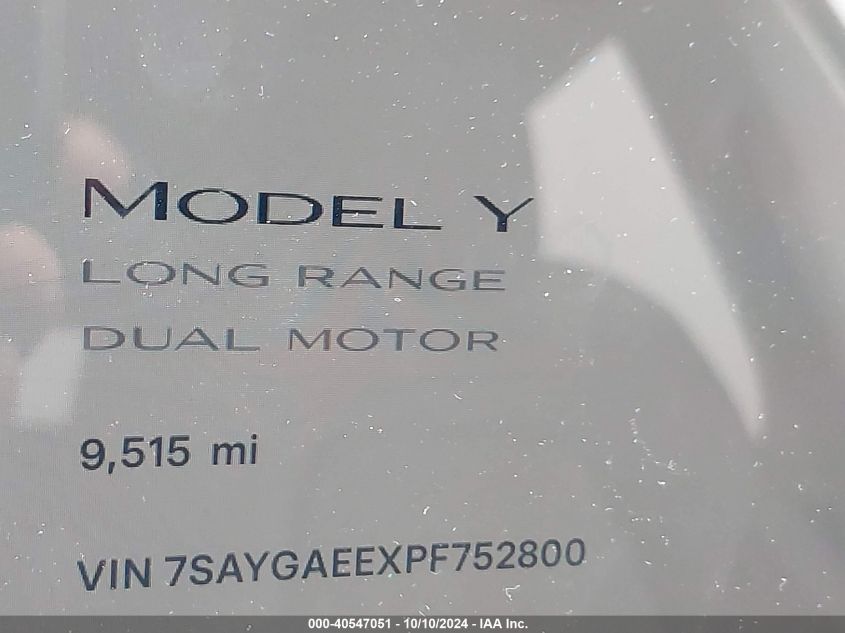 MODEL Y
LONG RANGE
DUAL MOTOR
9,515 mi
VIN 7SAYGAEEXPF752800
000-40547051 - 10/10/2024 - IAA Inc.